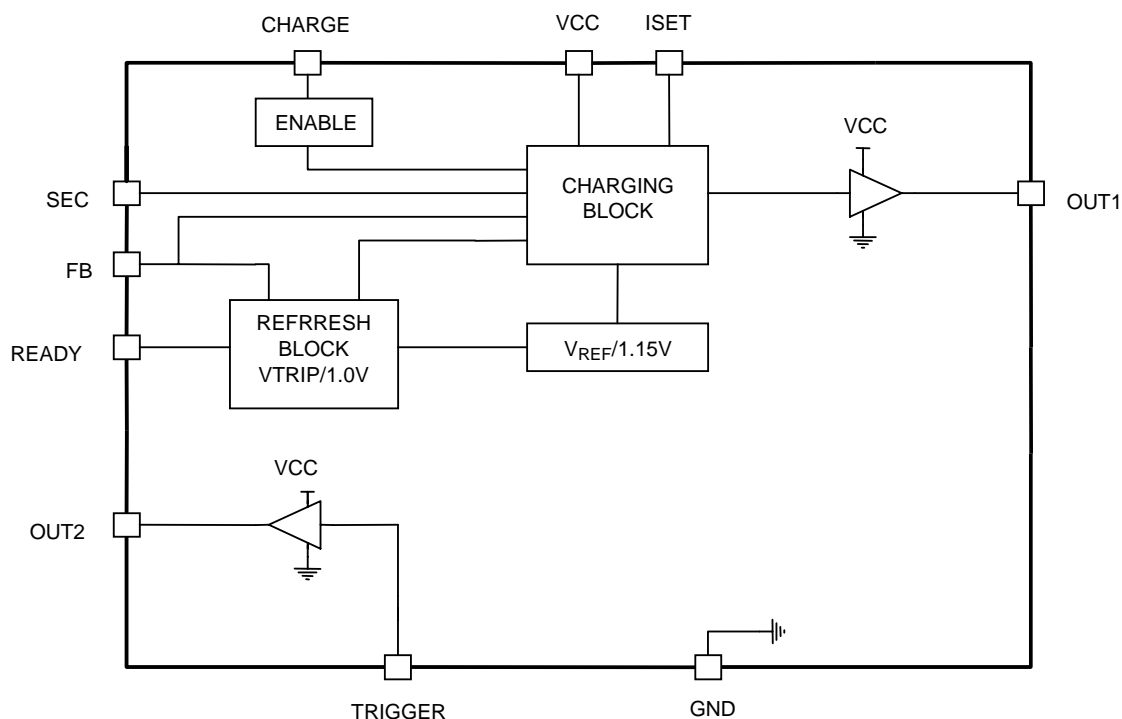 CHARGE
VCC
ISET
ENABLE
VCC
SEC
CHARGING
BLOCK
OUT1
FB
REFRRESH
BLOCK
VTRIP/1.0V
READY
VREF/1.15V
VCC
OUT2
TRIGGER
GND